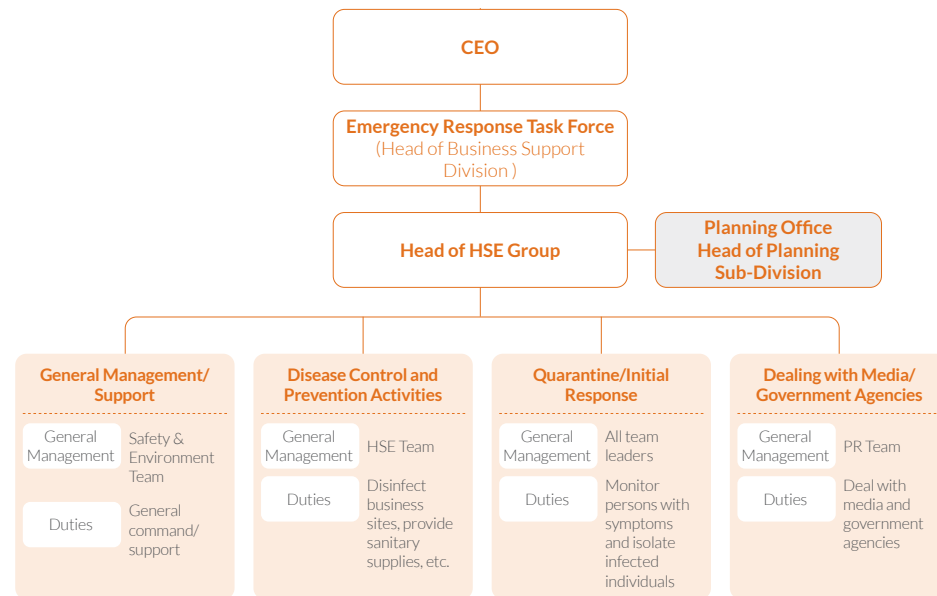 CEO
Emergency Response Task Force
(Head of Business Support
Division )
Head of HSE Group
Planning Office
Head of Planning
Sub-Division
General Management/
Support
General
Management
Safety &
Environment
Team
Duties
General
command/
support
Disease Control and
Prevention Activities
General
Management
HSE Team
Duties
Disinfect
business
sites, provide
sanitary
supplies, etc.
Quarantine/Initial
Response
General
Management
All team
leaders
Duties
Monitor
persons with
symptoms
and isolate
infected
individuals
Dealing with Media/
Government Agencies
General
Management
PR Team
Duties
Deal with
media and
government
agencies